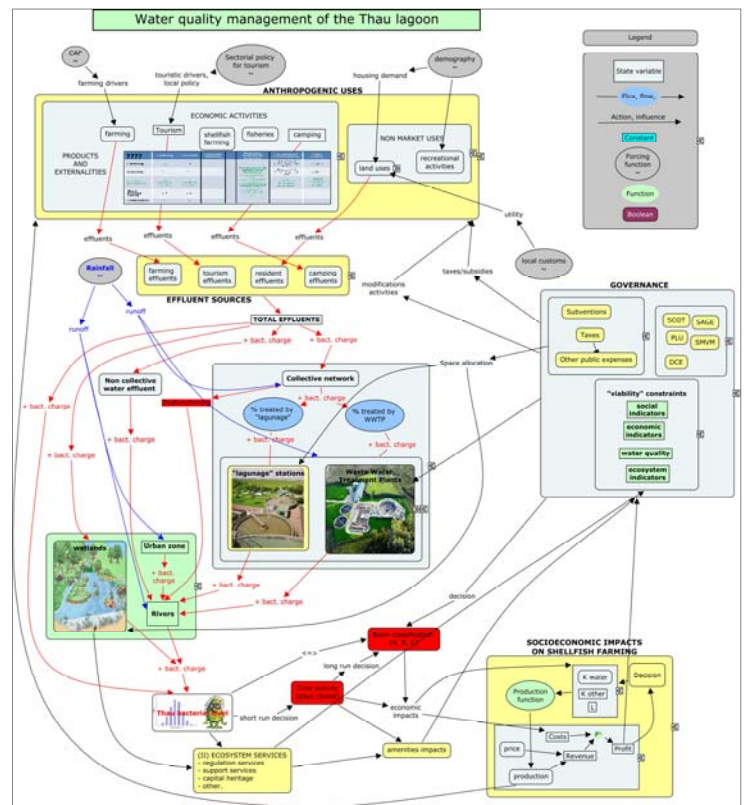 Water quality management of the Thau lagoon
Legend
State variable
Action, influence
Constant
Forcing
function
Function
Boolean
CAP
Sectorial policy
for tourism
demography
farming drivers
touristic drivers,
local policy
housing demand
ANTHROPOGENIC USES
ECONOMIC ACTIVITIES
farming
Tourism
shellfish
farming
fisheries
camping
NON MARKET USES
PRODUCTS
AND
EXTERNALITIES
????
land uses
recreational
activities
utility
local customs
effluents
effluents
effluents
effluents
taxes/subsidies
modifications
activities
Rainfall
farming
effluents
tourism
effluents
resident
effluents
camping
effluents
EFFLUENT SOURCES
runoff
runoff
TOTAL EFFLUENTE
GOVERNANCE
Subventions
Taxes
Other public expenses
SCOT
SAGE
PLU
SMVM
DCE
+ bact. charge
+ bact. charge
Space allocation
Non collective
water effluent
Collective network
+ bact. charge
+ bact. charge
+ bact. charge
+ bact. charge
% treated by
"lagunage"
% treated by
WWTP
+ bact. charge
+ bact. charge
"viability" constraints
social
indicators
economic
indicators
water quality
ecosystem
indicators
"lagunage" stations
Waste Water
Treatment Plants
wetlands
Urban zone
+ bact.
charge
+ bact. charge
+ bact. charge
Rivers
decision
+ bact. charge
<=>
long run decision
SOCIOECONOMIC IMPACTS
ON SHELLFISH FARMING
K water
K other
L
Decision
Production
function
short run decision
economic
impacts
Costs
price
Revenue
Profit
production
(II) ECOSYSTEM SERVICES
- regulation services
- support services
- capital heritage
- other.
amenities impacts